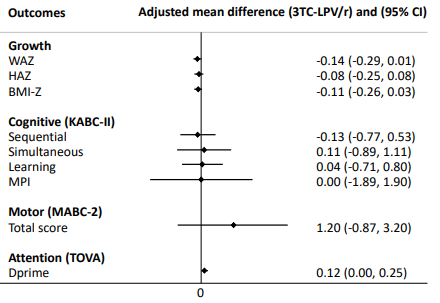 Outcomes Adjusted mean difference (3TC-LPV/r) and (95% CI)
Growth
WAZ -0.14 (-0.29, 0.01)
HAZ -0.08 (-0.25, 0.08)
BMI-Z -0.11 (-0.26, 0.03)
Cognitive (KABC-II)
Sequential -0.13 (-0.77, 0.53)
Simultaneous 0.11 (-0.89, 1.11)
Learning 0.04 (-0.71, 0.80)
MPI 0.00 (-1.89, 1.90)
Motor (MABC-2)
Total score 1.20 (-0.87, 3.20)
Attention (TOVA)
Dprime 0.12 (0.00, 0.25)
0